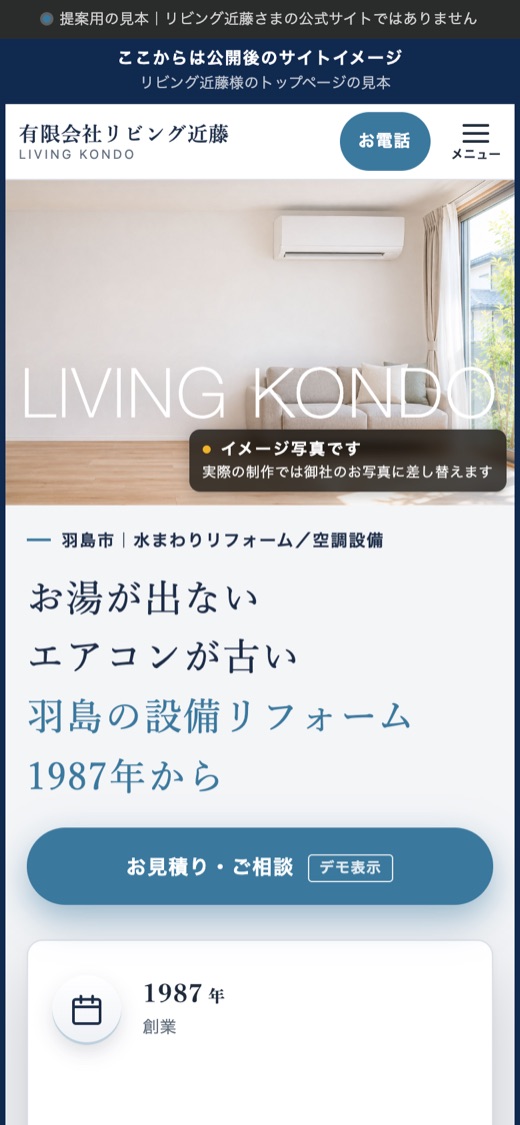 提案用の見本｜リビング近藤さまの公式サイトではありません
ここからは公開後のサイトイメージ
リビング近藤様のトップページの見本
有限会社リビング近藤
LIVING KONDO
お電話
メニュー
LIVING KONDO
イメージ写真です
実際の制作では御社のお写真に差し替えます
羽島市｜水まわりリフォーム／空調設備
お湯が出ない
エアコンが古い
羽島の設備リフォーム
1987年から
お見積り・ご相談 デモ表示
1987年
創業